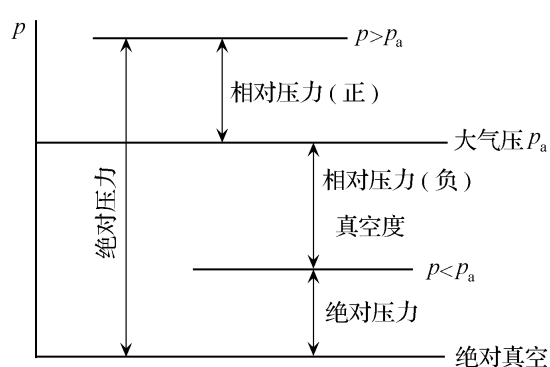 p
p>pa
相对压力(正)
大气压pa
绝对压力
相对压力(负)
真空度
p<pa
绝对压力
绝对真空